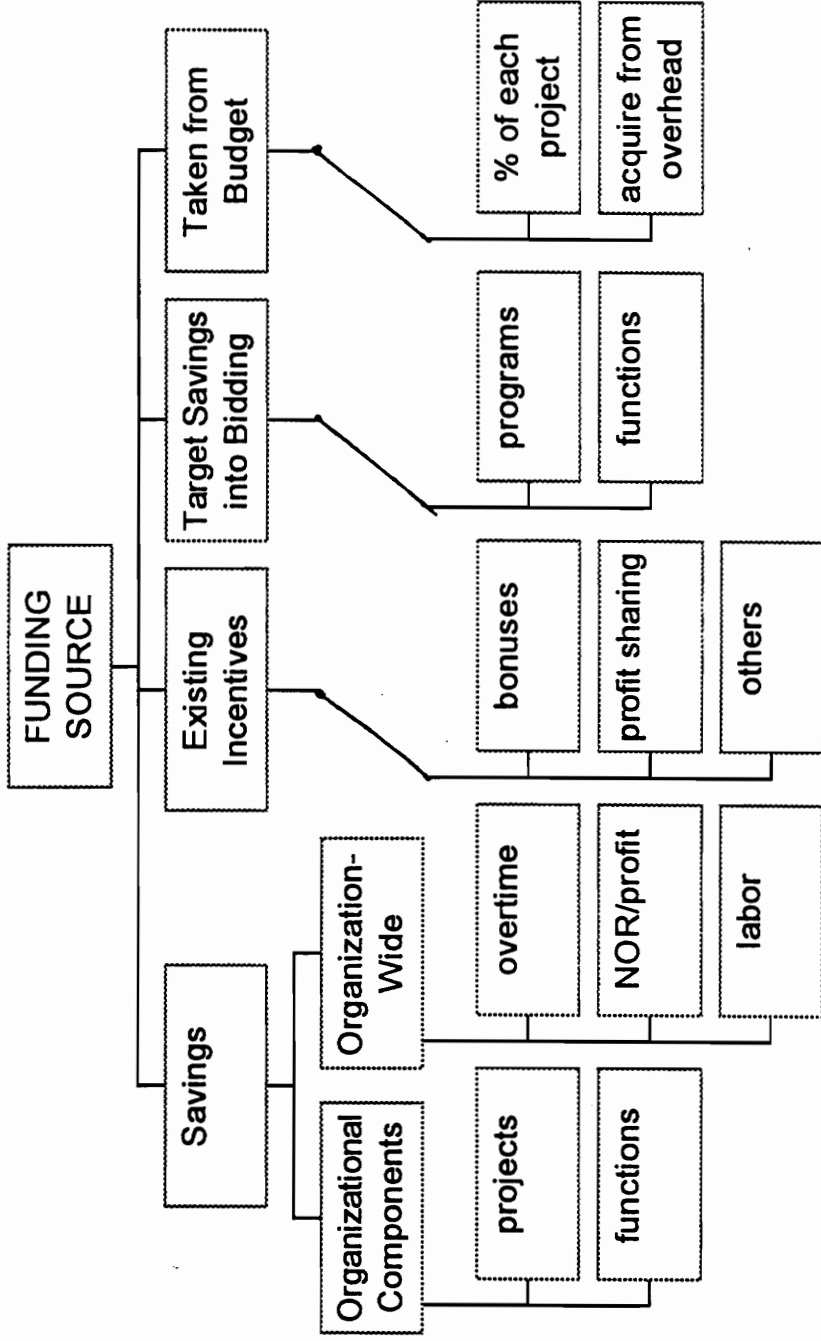 FUNDING
SOURCE
Savings
Existing
Incentives
Target Savings
into Bidding
Taken from
Budget
Organizational
Components
Organization-
Wide
projects
functions
overtime
NOR/profit
labor
bonuses
profit sharing
others
programs
functions
% of each
project
acquire from
overhead